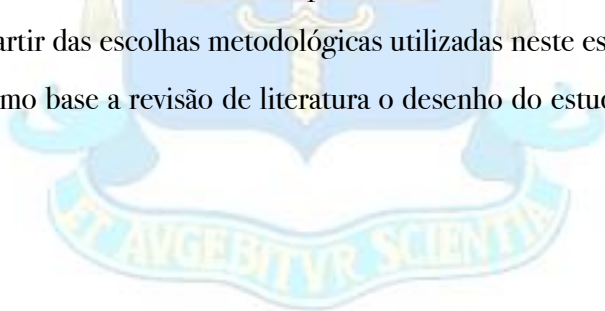 artir das escolhas metodológicas utilizadas neste es
mo base a revisão de literatura o desenho do estud
ET AVGEBITVR SCIENTIA